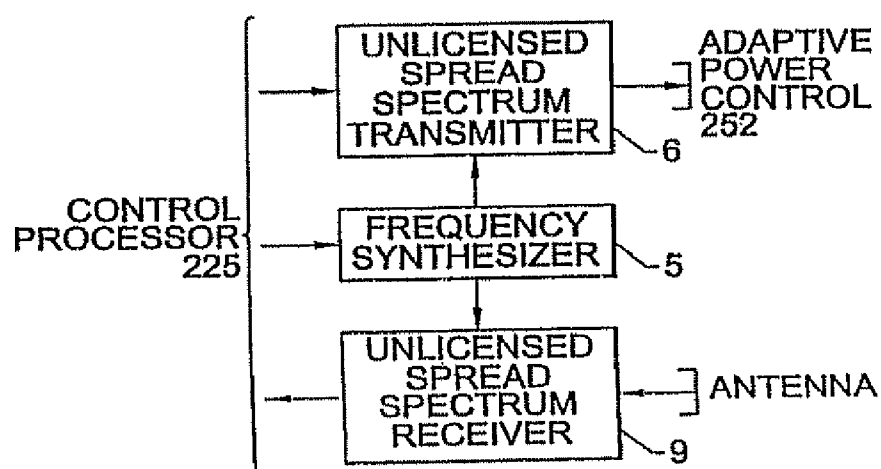 UNLICENSED
SPREAD
SPECTRUM
TRANSMITTER
6
ADAPTIVE
POWER
CONTROL
252
CONTROL
PROCESSOR
225
FREQUENCY
SYNTHESIZER
5
UNLICENSED
SPREAD
SPECTRUM
RECEIVER
9
ANTENNA